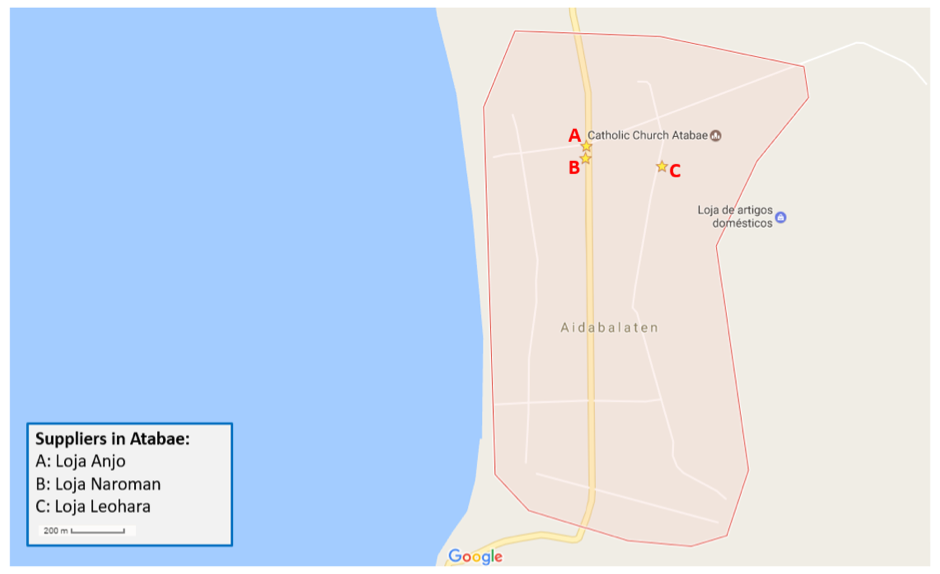 A
Catholic Church Atabae
B
C
Loja de artigos
domésticos
Aidabalaten
Suppliers in Atabae:
A: Loja Anjo
B: Loja Naroman
C: Loja Leohara
200 m
Google